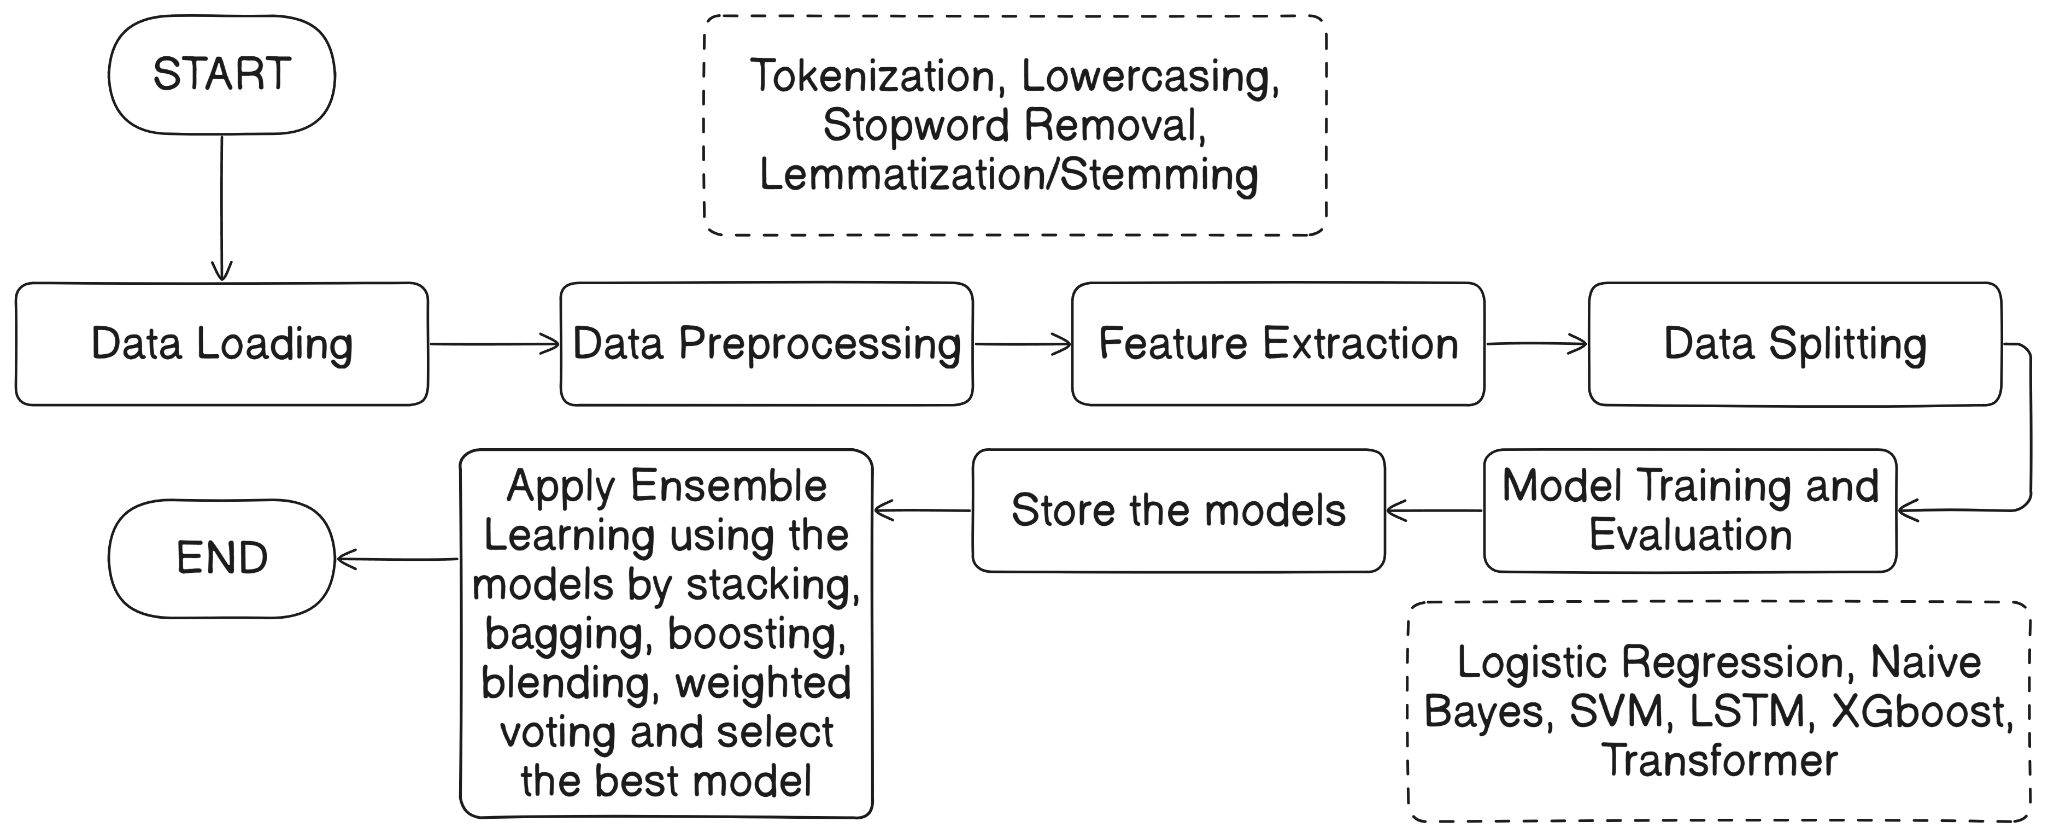 START
Tokenization, Lowercasing,
Stopword Removal,
Lemmatization/Stemming
Data Loading
Data Preprocessing
Feature Extraction
Data Splitting
Model Training and
Evaluation
Logistic Regression, Naive
Bayes, SVM, LSTM, XGboost,
Transformer
Store the models
Apply Ensemble
Learning using the
models by stacking,
bagging, boosting,
blending, weighted
voting and select
the best model
END